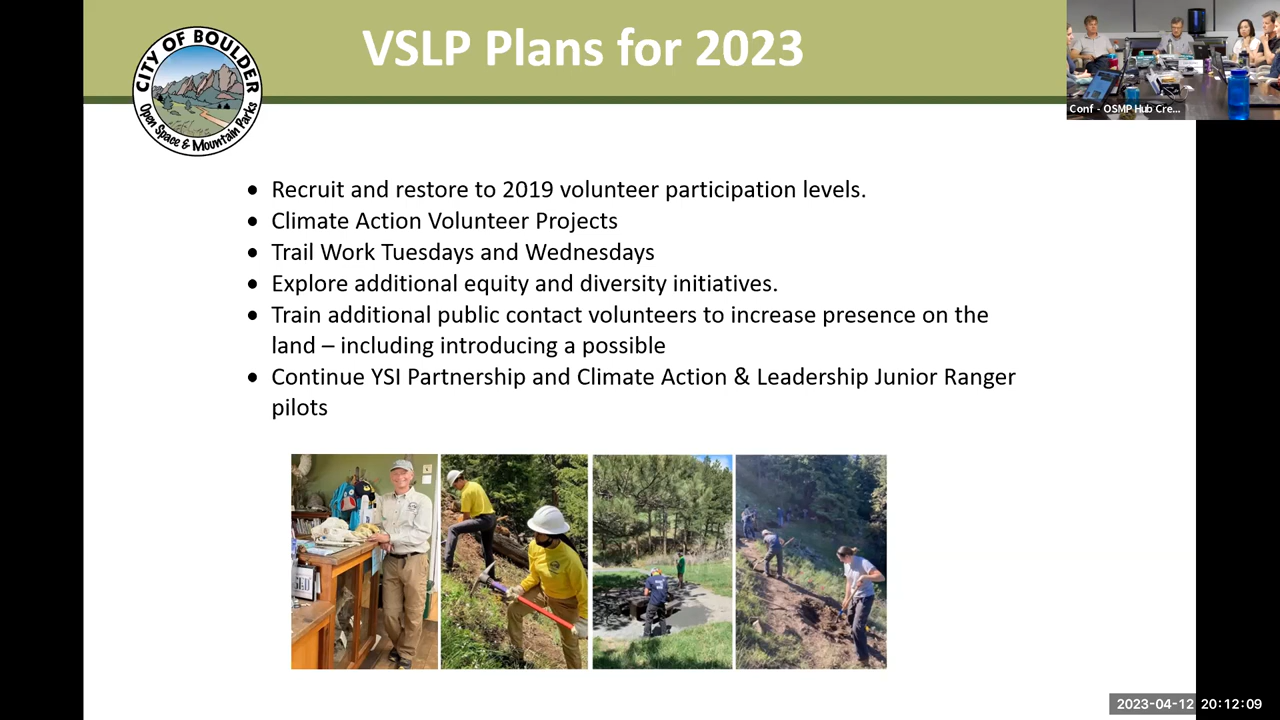 VSLP Plans for 2023
CITY OF BOULDER
Open Space & Mountain Parks
Conf - OSMP Hub Cre...
• Recruit and restore to 2019 volunteer participation levels.
• Climate Action Volunteer Projects
• Trail Work Tuesdays and Wednesdays
• Explore additional equity and diversity initiatives.
• Train additional public contact volunteers to increase presence on the
land – including introducing a possible
• Continue YSI Partnership and Climate Action & Leadership Junior Ranger
pilots
2023-04-12 20:12:09